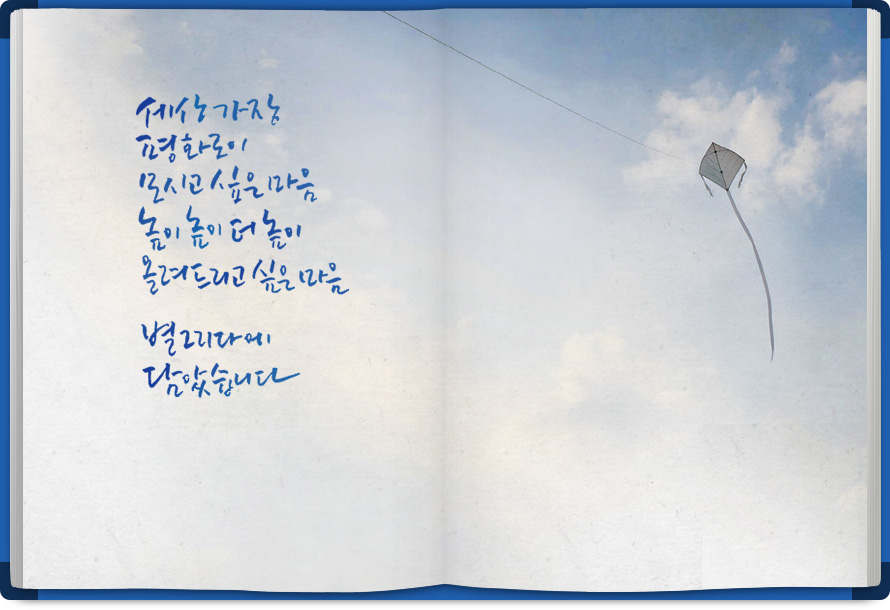 세상 가장
평화로이
모시고 싶은 마음
높이 높이 더 높이
올려드리고 싶은 마음
별그리다에
담았습니다